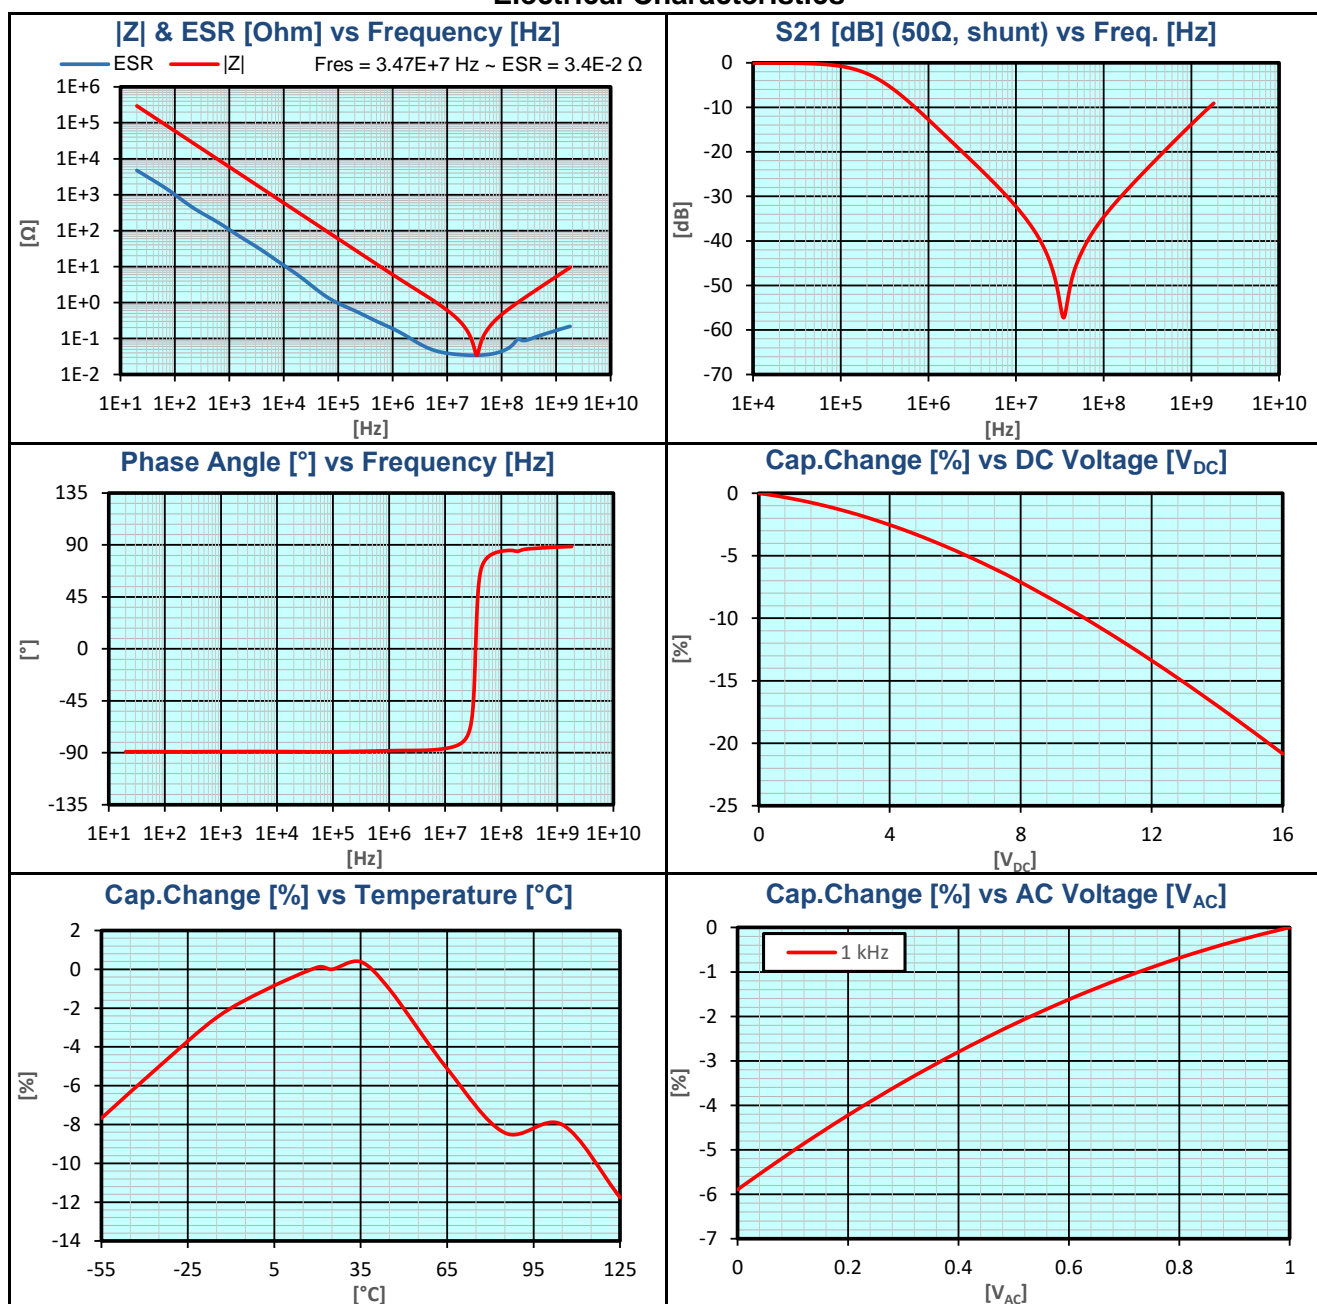 Electrical Characteristics
|Z| & ESR [Ohm] vs Frequency [Hz]
ESR |Z| Fres = 3.47E+7 Hz ~ ESR = 3.4E-2 Ω
1E+6
1E+5
1E+4
1E+3
1E+2
1E+1
1E+0
1E-1
1E-2
[Ω]
1E+1 1E+2 1E+3 1E+4 1E+5 1E+6 1E+7 1E+8 1E+9 1E+10
[Hz]
S21 [dB] (50Ω, shunt) vs Freq. [Hz]
0
-10
-20
-30
-40
-50
-60
-70
[dB]
1E+4 1E+5 1E+6 1E+7 1E+8 1E+9 1E+10
[Hz]
Phase Angle [°] vs Frequency [Hz]
135
90
45
0
-45
-90
-135
[°]
1E+1 1E+2 1E+3 1E+4 1E+5 1E+6 1E+7 1E+8 1E+9 1E+10
[Hz]
Cap.Change [%] vs DC Voltage [VDC]
0
-5
-10
-15
-20
-25
[%]
0 4 8 12 16
[VDC]
Cap.Change [%] vs Temperature [°C]
2
0
-2
-4
-6
-8
-10
-12
-14
[%]
-55 -25 5 35 65 95 125
[°C]
Cap.Change [%] vs AC Voltage [VAC]
1 kHz
0
-1
-2
-3
-4
-5
-6
-7
[%]
0 0.2 0.4 0.6 0.8 1
[VAC]